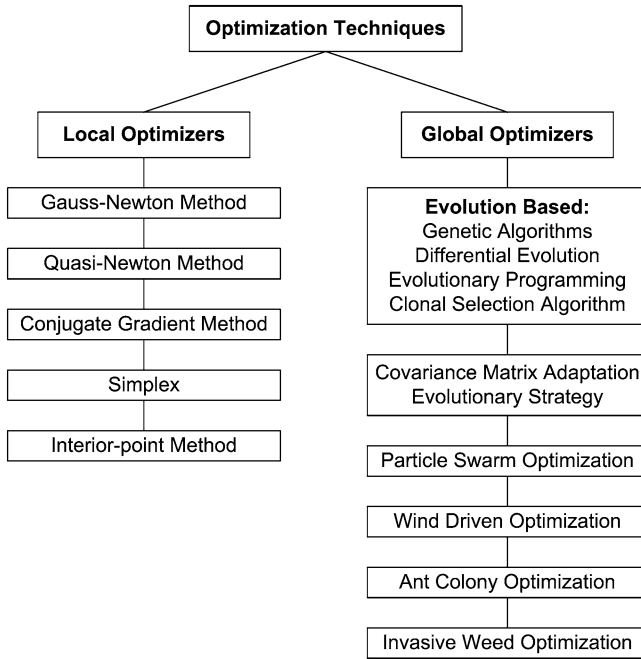 Optimization Techniques
Local Optimizers
Gauss-Newton Method
Quasi-Newton Method
Conjugate Gradient Method
Simplex
Interior-point Method
Global Optimizers
Evolution Based:
Genetic Algorithms
Differential Evolution
Evolutionary Programming
Clonal Selection Algorithm
Covariance Matrix Adaptation
Evolutionary Strategy
Particle Swarm Optimization
Wind Driven Optimization
Ant Colony Optimization
Invasive Weed Optimization